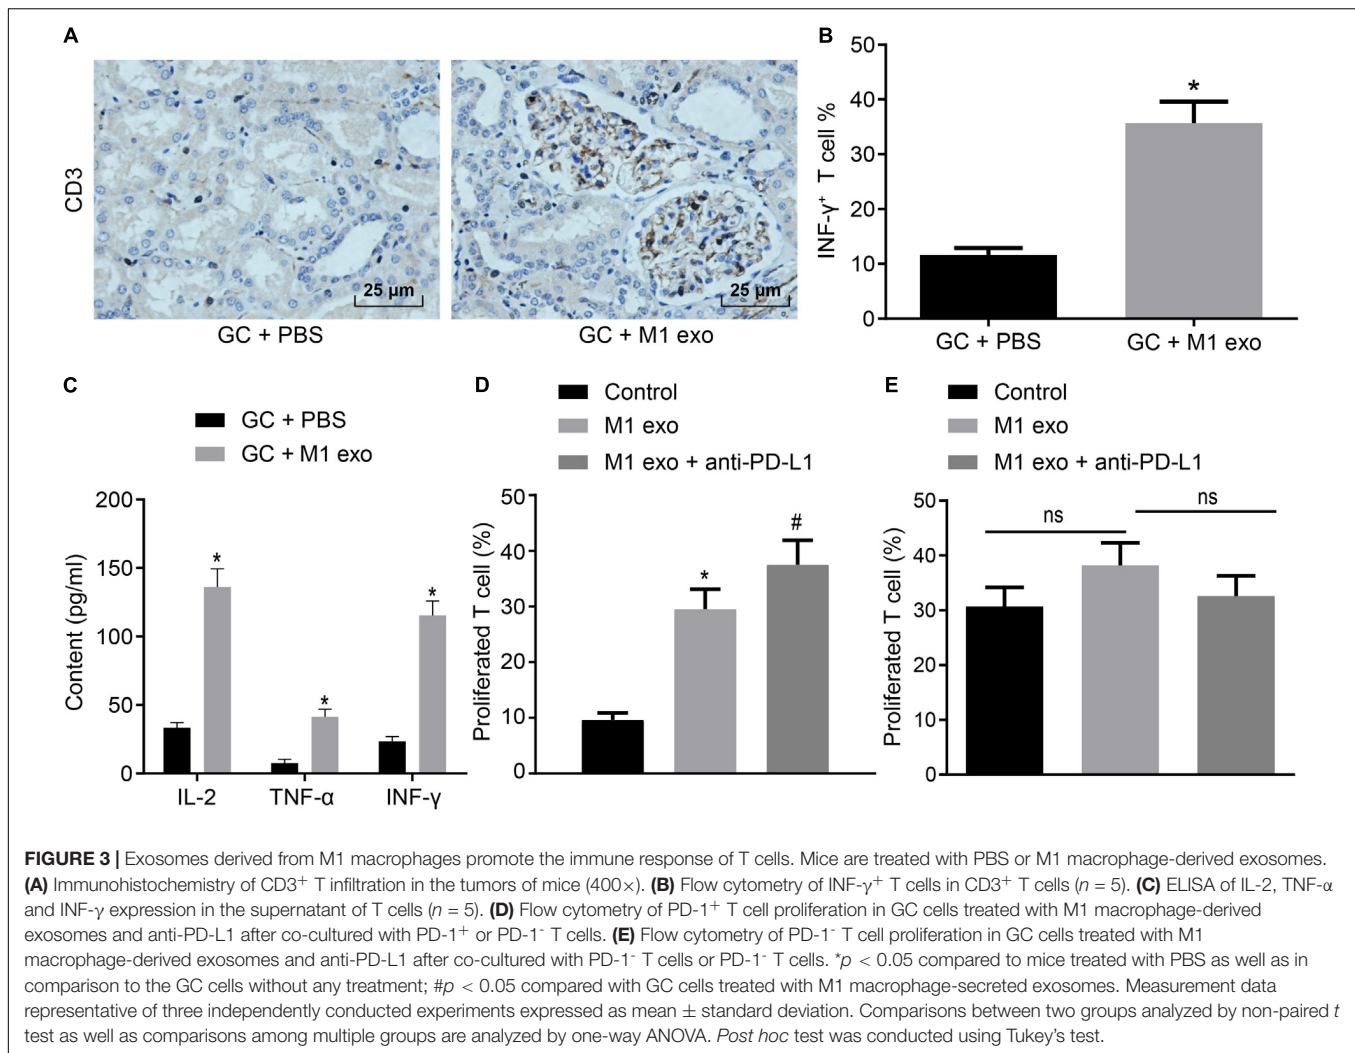 A
CD3
25 µm
25 µm
GC + PBS
GC + M1 exo
B
INF-γ⁺ T cell %
50
40
30
20
10
0
*
GC + PBS
GC + M1 exo
C
GC + PBS
GC + M1 exo
Content (pg/ml)
200
150
100
50
0
*
*
*
IL-2
TNF-α
INF-γ
D
Control
M1 exo
M1 exo + anti-PD-L1
Proliferated T cell (%)
50
40
30
20
10
0
*
#
E
Control
M1 exo
M1 exo + anti-PD-L1
Proliferated T cell (%)
50
40
30
20
10
0
ns
ns
FIGURE 3 | Exosomes derived from M1 macrophages promote the immune response of T cells. Mice are treated with PBS or M1 macrophage-derived exosomes.
(A) Immunohistochemistry of CD3⁺ T infiltration in the tumors of mice (400×). (B) Flow cytometry of INF-γ⁺ T cells in CD3⁺ T cells (n = 5). (C) ELISA of IL-2, TNF-α
and INF-γ expression in the supernatant of T cells (n = 5). (D) Flow cytometry of PD-1⁺ T cell proliferation in GC cells treated with M1 macrophage-derived
exosomes and anti-PD-L1 after co-cultured with PD-1⁺ or PD-1⁻ T cells. (E) Flow cytometry of PD-1⁻ T cell proliferation in GC cells treated with M1
macrophage-derived exosomes and anti-PD-L1 after co-cultured with PD-1⁻ T cells or PD-1⁻ T cells. *p < 0.05 compared to mice treated with PBS as well as in
comparison to the GC cells without any treatment; #p < 0.05 compared with GC cells treated with M1 macrophage-secreted exosomes. Measurement data
representative of three independently conducted experiments expressed as mean ± standard deviation. Comparisons between two groups analyzed by non-paired t
test as well as comparisons among multiple groups are analyzed by one-way ANOVA. Post hoc test was conducted using Tukey's test.